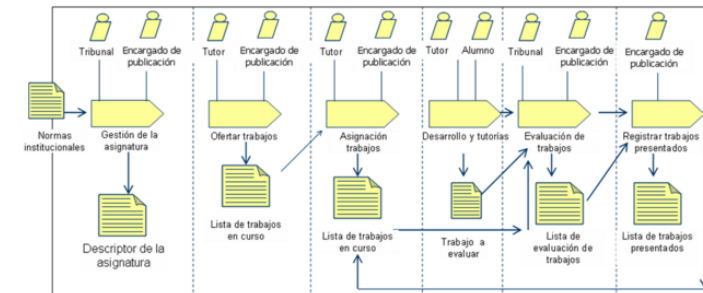 Tribunal
Encargado de
publicación
Tutor
Encargado de
publicación
Tutor
Encargado de
publicación
Tutor
Alumno
Tribunal
Encargado de
publicación
Encargado de
publicación
Normas
institucionales
Gestión de la
asignatura
Ofertar trabajos
Asignación
trabajos
Desarrollo y tutorías
Evaluación de
trabajos
Registrar trabajos
presentados
Descriptor de la
asignatura
Lista de trabajos
en curso
Lista de trabajos
en curso
Trabajo a
evaluar
Lista de
evaluación de
trabajos
Lista de trabajos
presentados